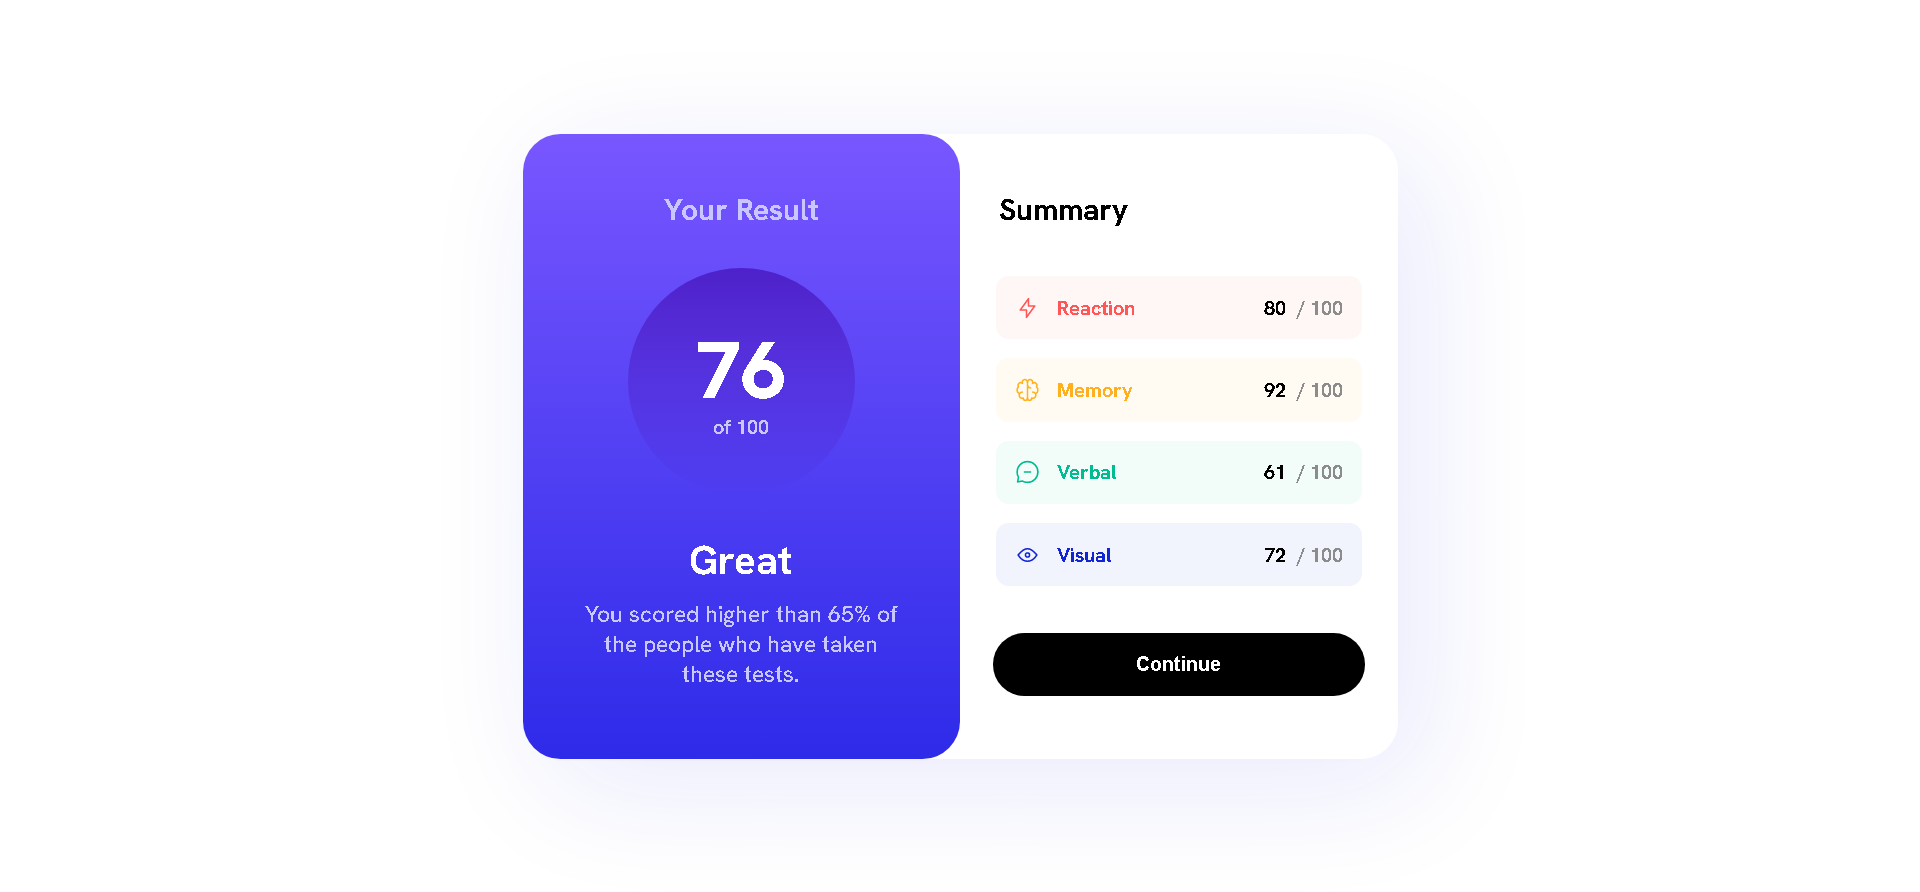 Your Result
76
of 100
Great
You scored higher than 65% of
the people who have taken
these tests.
Summary
Reaction 80 / 100
Memory 92 / 100
Verbal 61 / 100
Visual 72 / 100
Continue